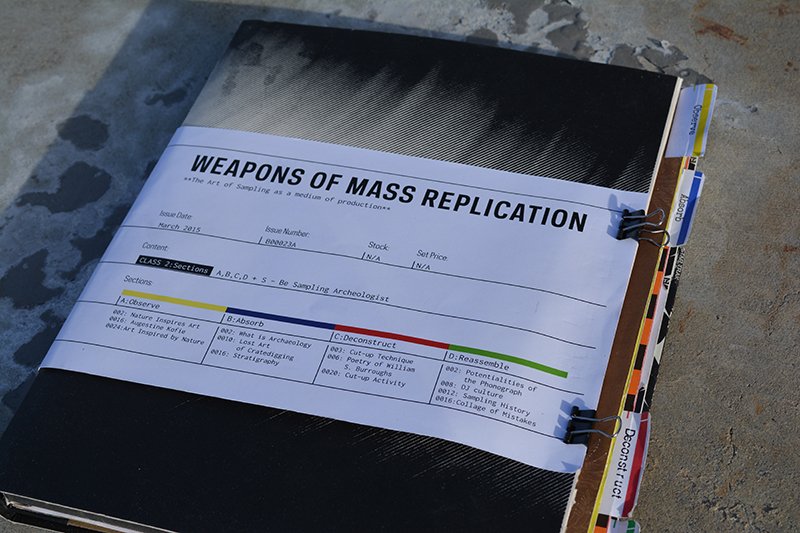 WEAPONS OF MASS REPLICATION
**The Art of Sampling as a medium of production**
Issue Date:
March 2015
Issue Number:
B00023A
Stock:
N/A
Set Price:
N/A
Content:
CLASS 2:Sections A,B,C,D + S - Be Sampling Archeologist
Sections:
A:Observe
002: Nature Inspires Art
0016: Augestine Kofie
0024:Art Inspired by Nature
B:Absorb
002: What is Archaeology
0010: Lost Art
of Cratedigging
0016: Stratigraphy
C:Deconstruct
003: Cut-up Technique
006: Poetry of William
S. Burroughs
0020: Cut-up Activity
D:Reassemble
002: Potentialities of
the Phonograph
008: DJ culture
0012: Sampling History
0016:Collage of Mistakes
Observe
Absorb
Deconstruct